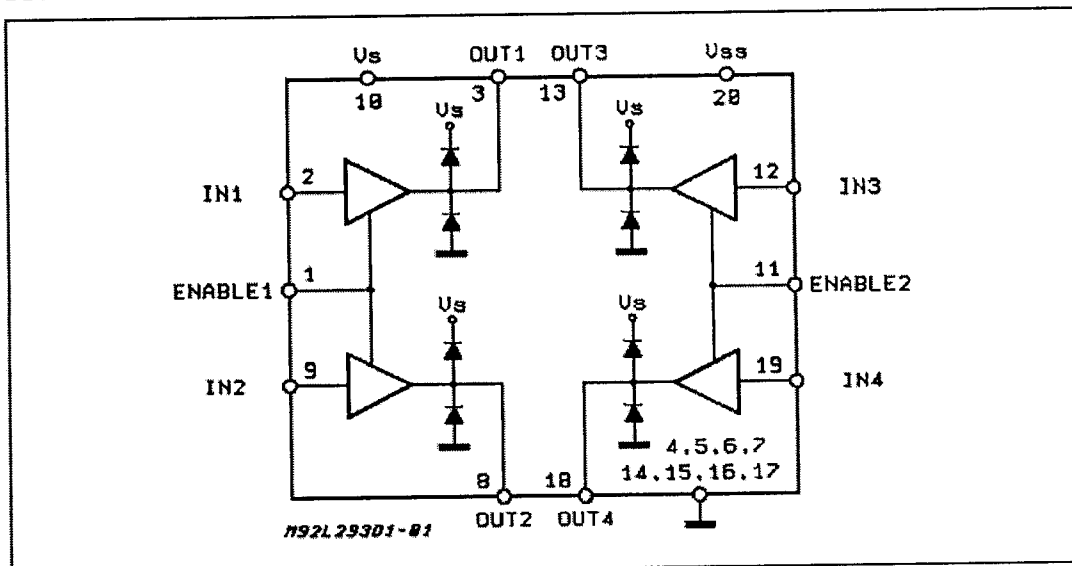 Vs OUT1 OUT3 Vss
10 3 13 20
Vs Vs
IN1 2 12 IN3
ENABLE1 1 11 ENABLE2
Vs Vs
IN2 9 19 IN4
4,5,6,7
8 18 14,15,16,17
OUT2 OUT4
M92L293D1-01